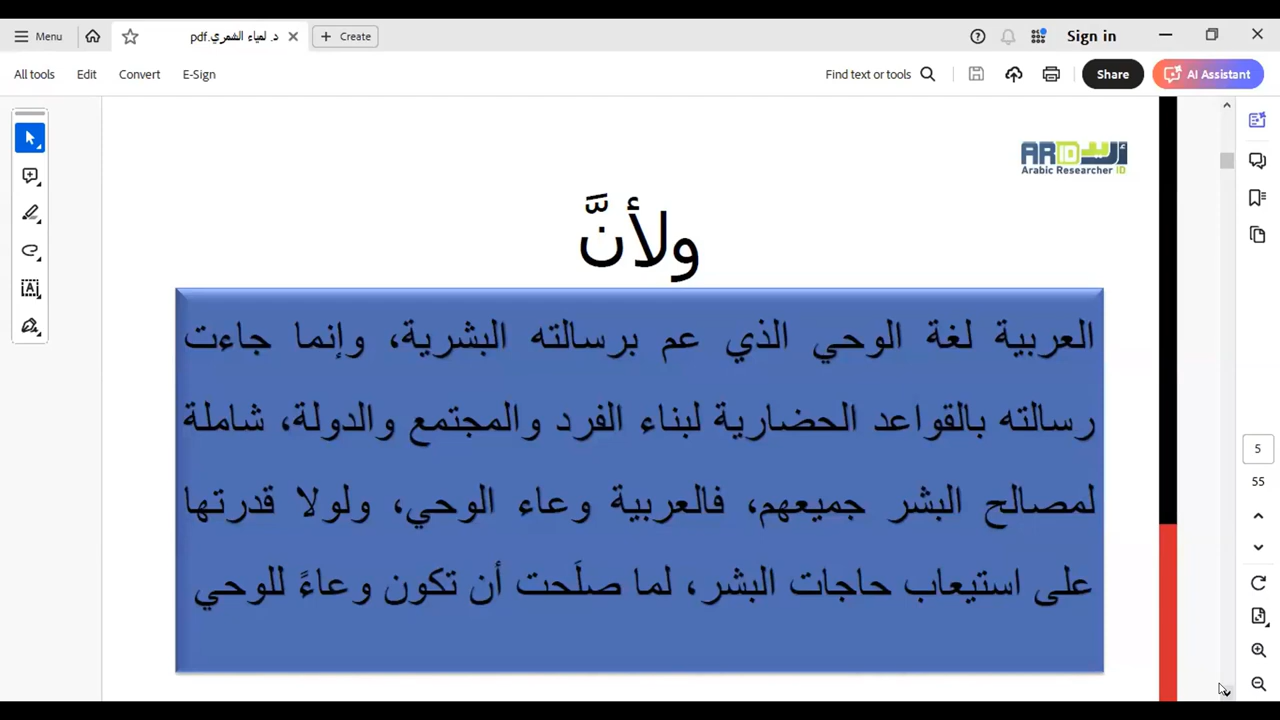 Menu
د. لمياء الشمري.pdf
Create
Sign in
All tools
Edit
Convert
E-Sign
Find text or tools
Share
AI Assistant
ARID أريد
Arabic Researcher ID
ولأنَّ
العربية لغة الوحي الذي عم برسالته البشرية، وإنما جاءت
رسالته بالقواعد الحضارية لبناء الفرد والمجتمع والدولة، شاملة
لمصالح البشر جميعهم، فالعربية وعاء الوحي، ولولا قدرتها
على استيعاب حاجات البشر، لما صلَحت أن تكون وعاءً للوحي
5
55